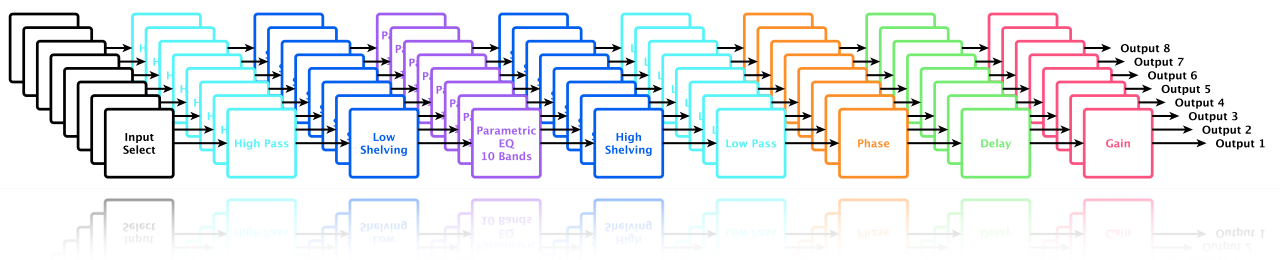 Input
Select
High Pass
Low
Shelving
Parametric
EQ
10 Bands
High
Shelving
Low Pass
Phase
Delay
Gain
Output 8
Output 7
Output 6
Output 5
Output 4
Output 3
Output 2
Output 1